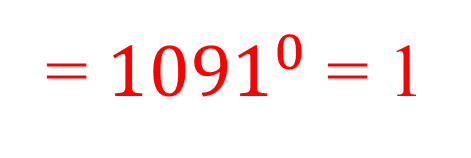 = 1091⁰ = 1